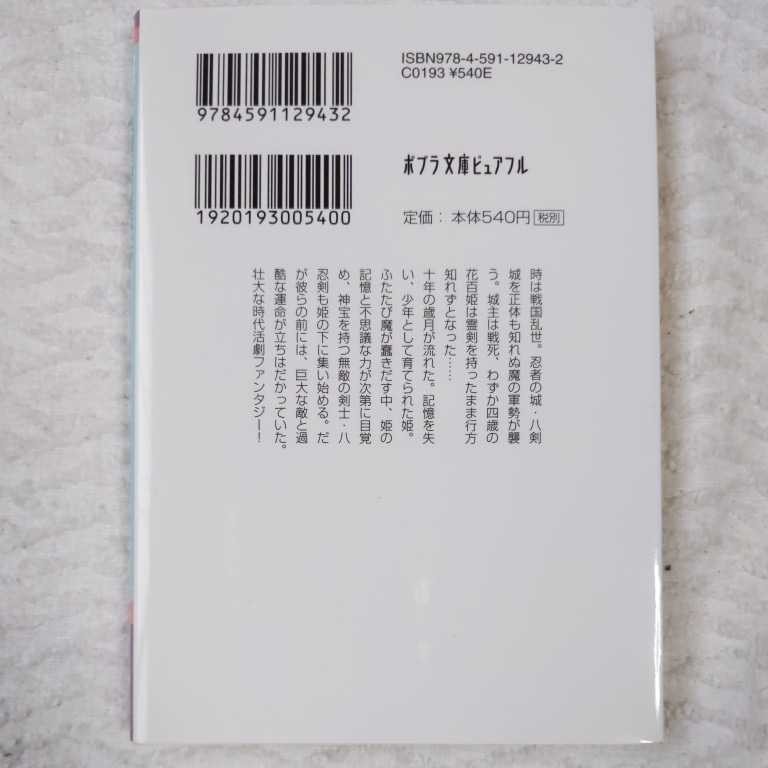 ISBN978-4-591-12943-2
C0193 ¥540E
9784591129432
ポプラ文庫ピュアフル
1920193005400
定価：本体540円税別
時は戦国乱世。忍者の城・八剣
城を正体も知れぬ魔の軍勢が襲
う。城主は戦死、わずか四歳の
花百姫は霊剣を持ったまま行方
知れずとなった……
十年の歳月が流れた。記憶を失
い、少年として育てられた姫。
ふたたび魔が蠢きだす中、姫の
記憶と不思議な力が次第に目覚
め、神宝を持つ無敵の剣士・八
忍剣も姫の下に集い始める。だ
が彼らの前には、巨大な敵と過
酷な運命が立ちはだかっていた。
壮大な時代活劇ファンタジー！